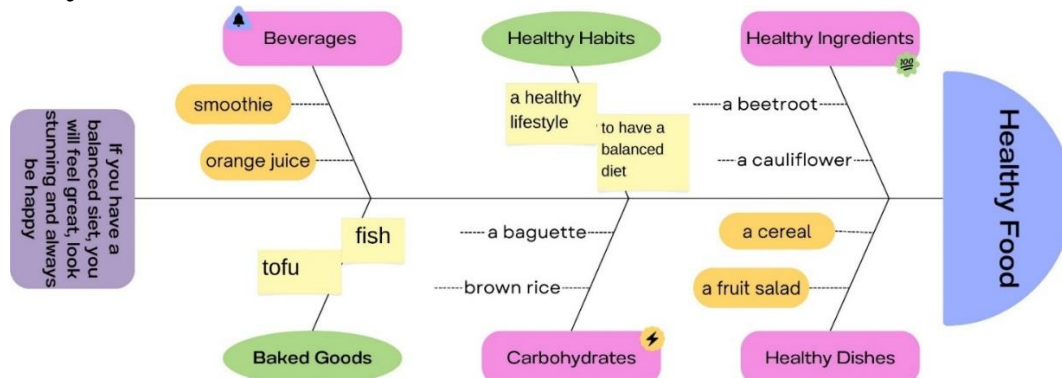 Beverages
Healthy Habits
Healthy Ingredients
100
smoothie
orange juice
a healthy
lifestyle
to have a
balanced
diet
a beetroot
a cauliflower
If you have a
balanced siet, you
will feel great, look
stunning and always
be happy
Healthy Food
fish
tofu
a baguette
brown rice
a cereal
a fruit salad
Baked Goods
Carbohydrates
Healthy Dishes